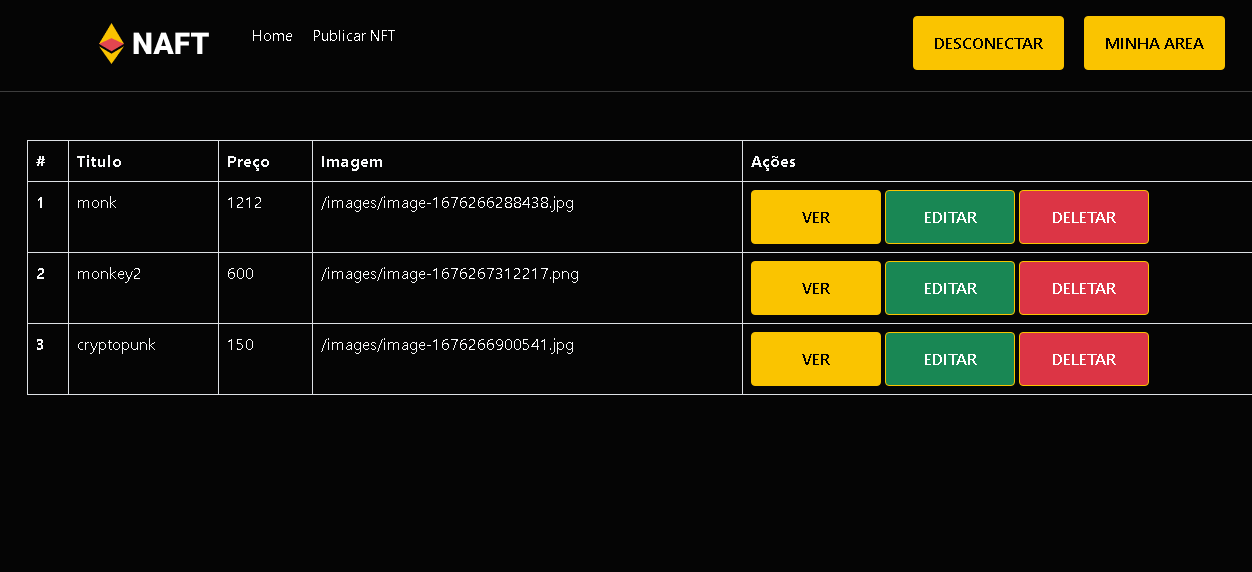 NAFT Home Publicar NFT DESCONECTAR MINHA AREA
# Titulo Preço Imagem Ações
1 monk 1212 /images/image-1676266288438.jpg VER EDITAR DELETAR
2 monkey2 600 /images/image-1676267312217.png VER EDITAR DELETAR
3 cryptopunk 150 /images/image-1676266900541.jpg VER EDITAR DELETAR